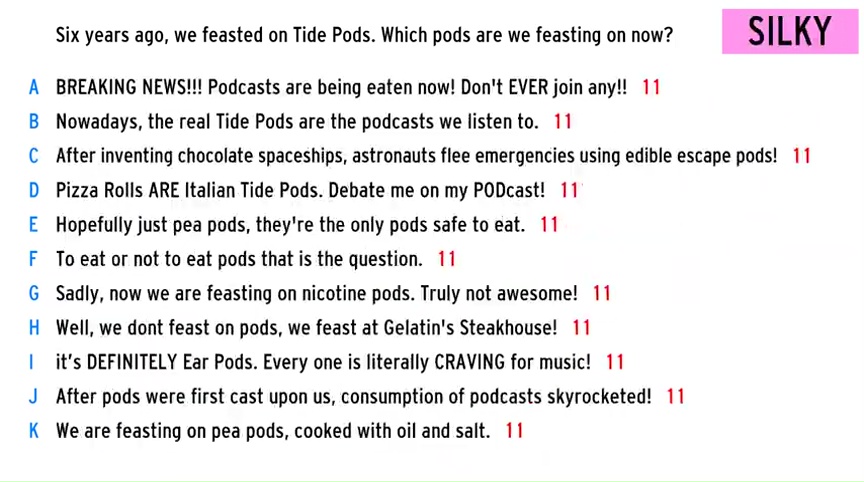 Six years ago, we feasted on Tide Pods. Which pods are we feasting on now?
SILKY
A BREAKING NEWS!!! Podcasts are being eaten now! Don't EVER join any!! 11
B Nowadays, the real Tide Pods are the podcasts we listen to. 11
C After inventing chocolate spaceships, astronauts flee emergencies using edible escape pods! 11
D Pizza Rolls ARE Italian Tide Pods. Debate me on my PODcast! 11
E Hopefully just pea pods, they're the only pods safe to eat. 11
F To eat or not to eat pods that is the question. 11
G Sadly, now we are feasting on nicotine pods. Truly not awesome! 11
H Well, we dont feast on pods, we feast at Gelatin's Steakhouse! 11
I it's DEFINITELY Ear Pods. Every one is literally CRAVING for music! 11
J After pods were first cast upon us, consumption of podcasts skyrocketed! 11
K We are feasting on pea pods, cooked with oil and salt. 11